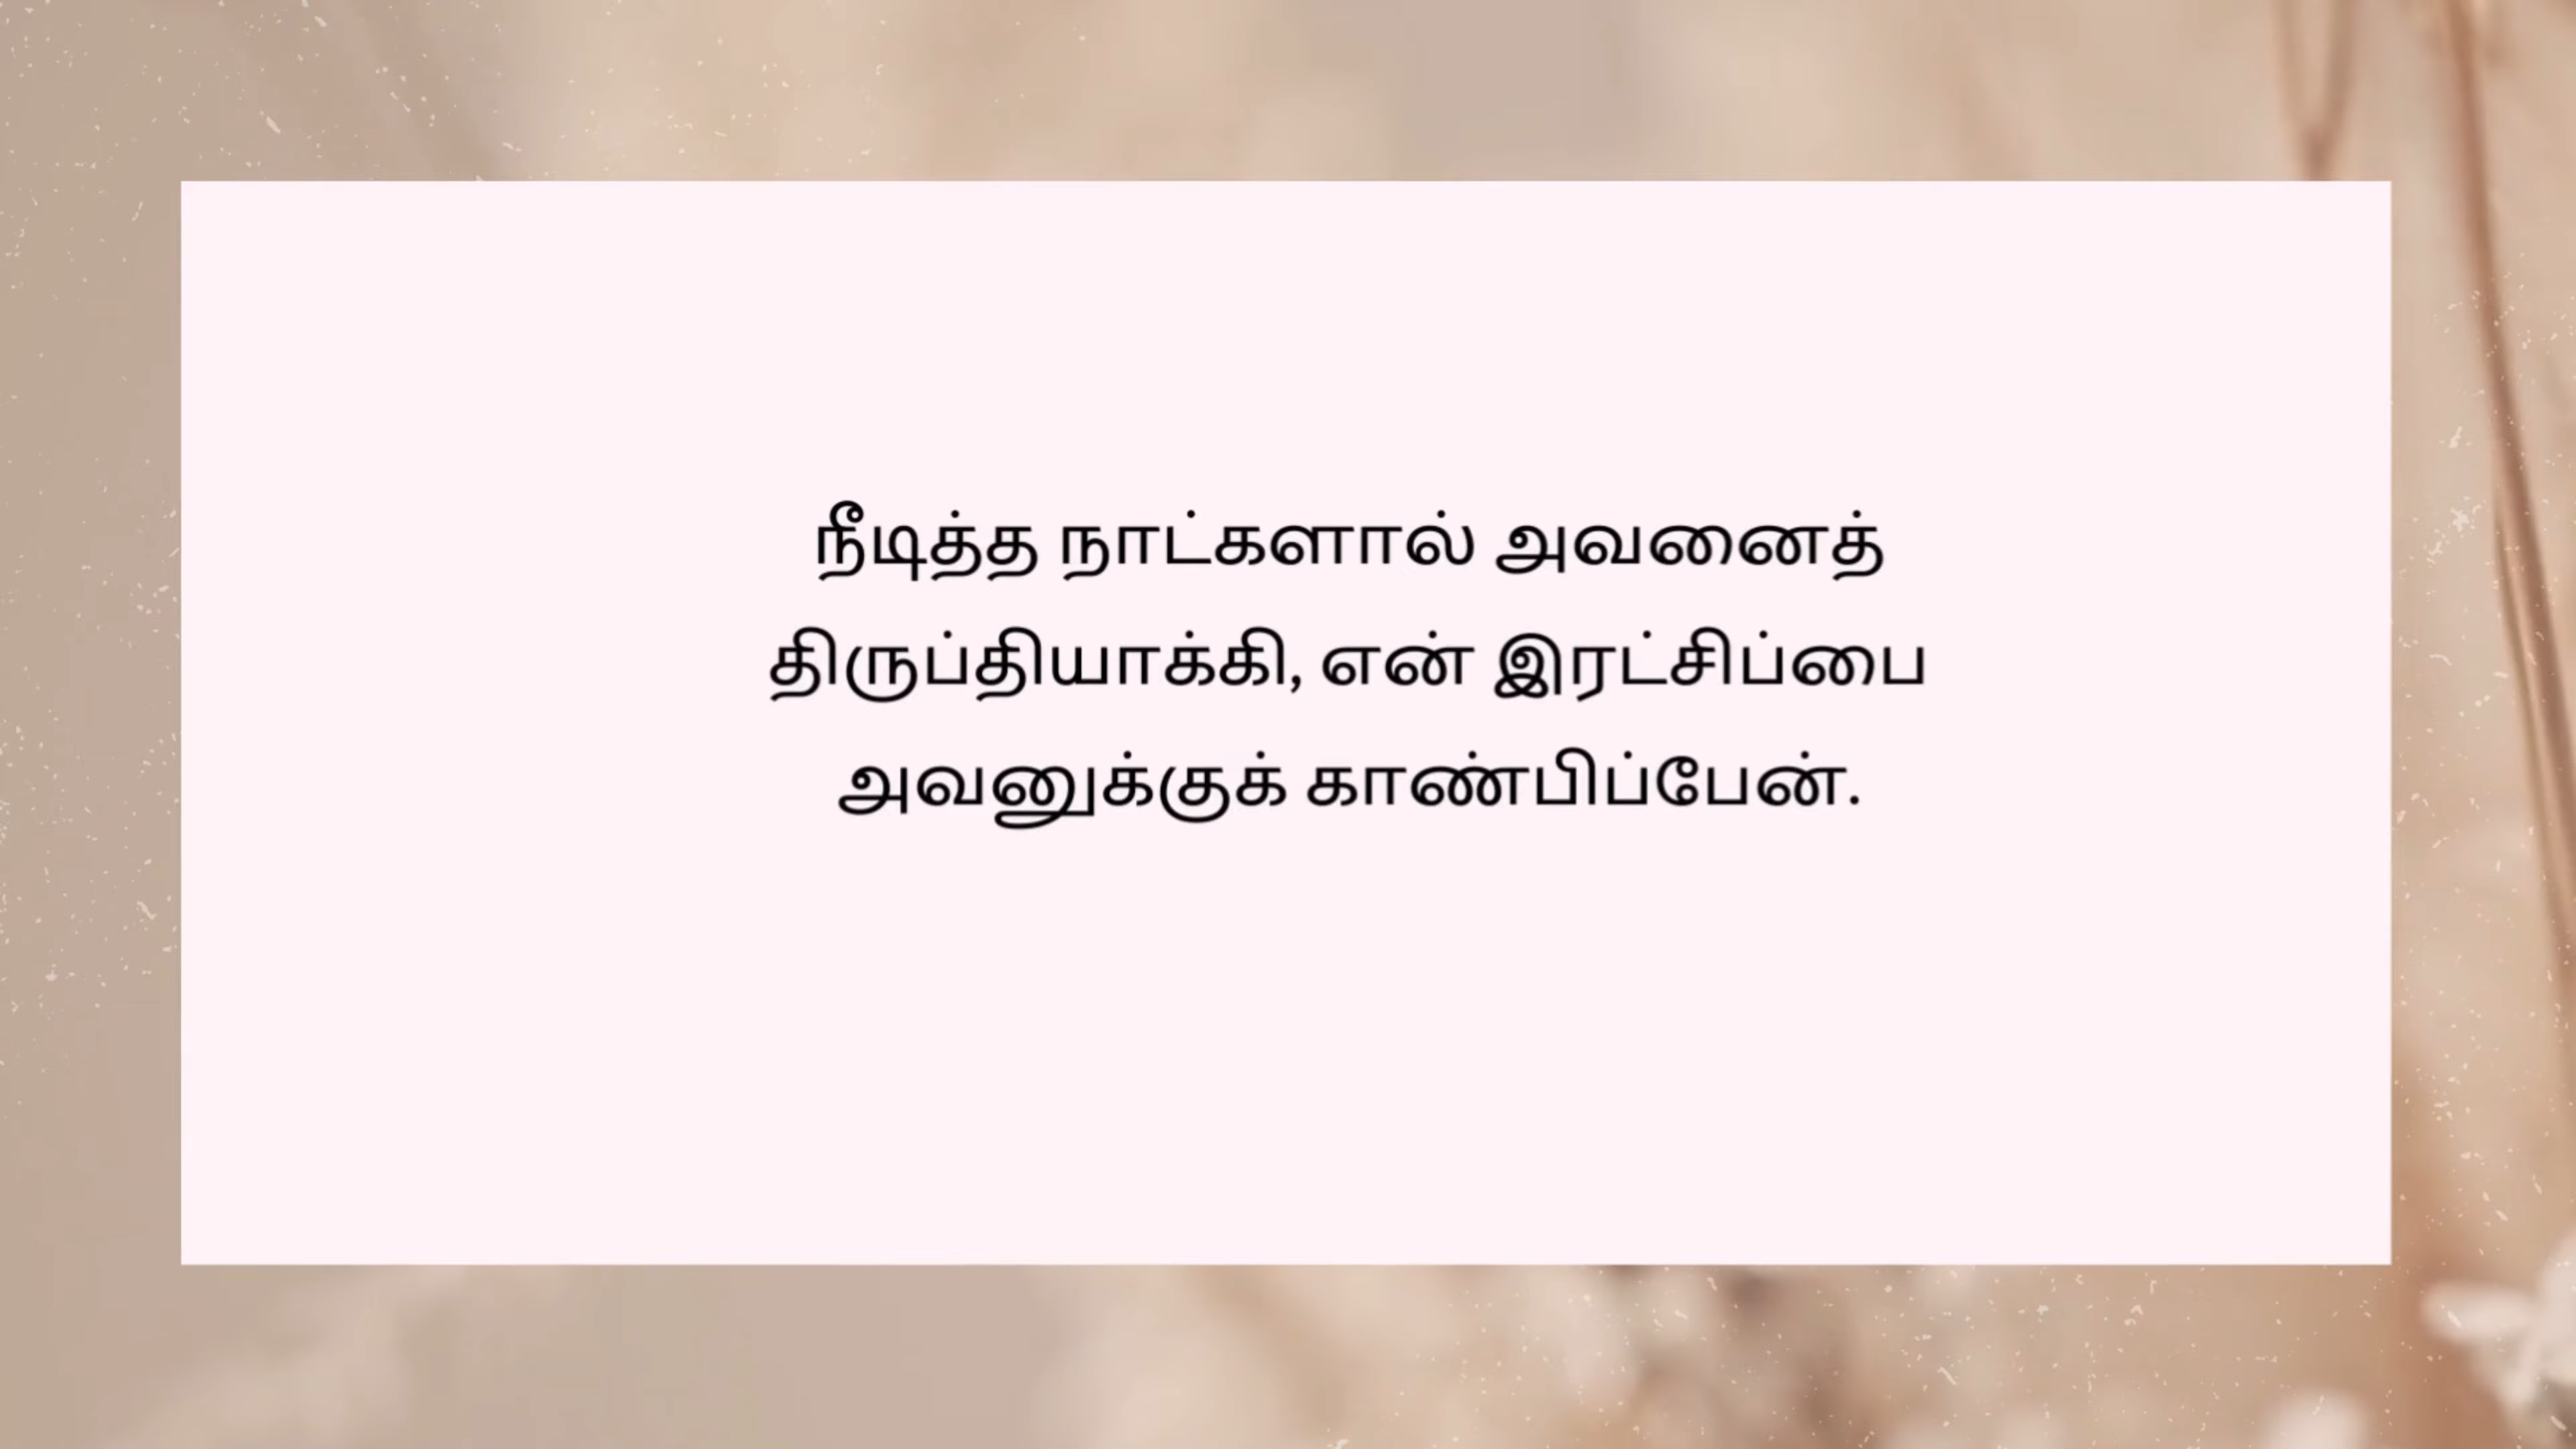 நீடித்த நாட்களால் அவனைத்
திருப்தியாக்கி, என் இரட்சிப்பை
அவனுக்குக் காண்பிப்பேன்.